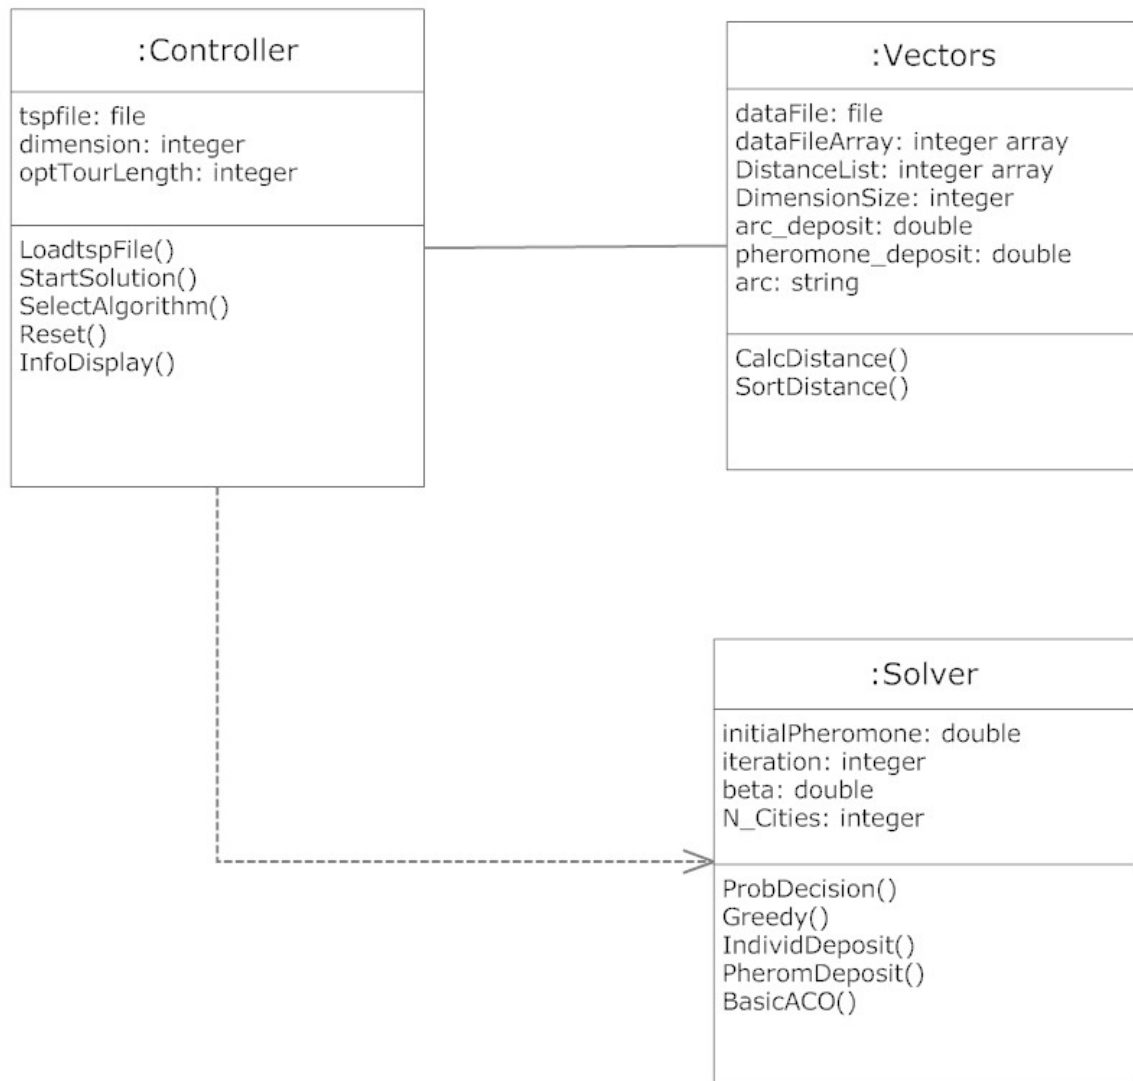 :Controller
tspfile: file
dimension: integer
optTourLength: integer
LoadtspFile()
StartSolution()
SelectAlgorithm()
Reset()
InfoDisplay()
:Vectors
dataFile: file
dataFileArray: integer array
DistanceList: integer array
DimensionSize: integer
arc_deposit: double
pheromone_deposit: double
arc: string
CalcDistance()
SortDistance()
:Solver
initialPheromone: double
iteration: integer
beta: double
N_Cities: integer
ProbDecision()
Greedy()
IndividDeposit()
PheromDeposit()
BasicACO()